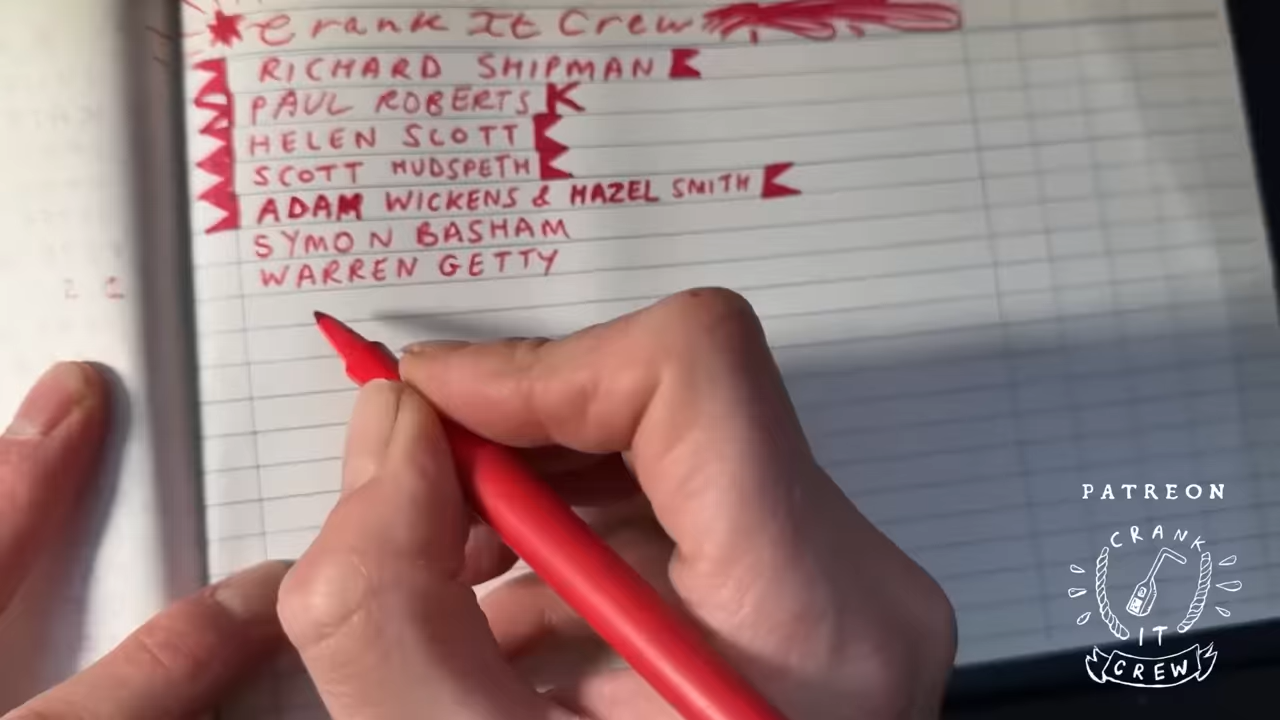 Crank It Crew
RICHARD SHIPMAN
PAUL ROBERTS
HELEN SCOTT
SCOTT HUDSPETH
ADAM WICKENS & HAZEL SMITH
SYMON BASHAM
WARREN GETTY
PATREON
CRANK
IT
CREW